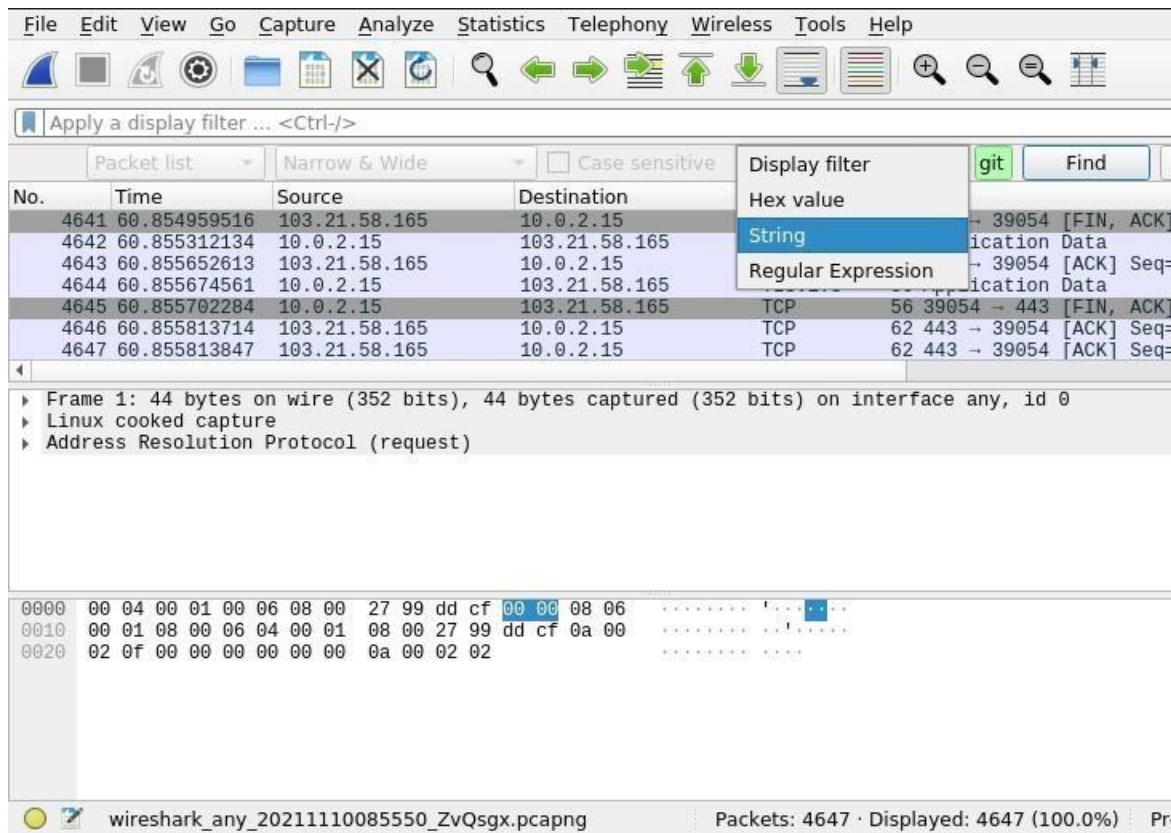 File Edit View Go Capture Analyze Statistics Telephony Wireless Tools Help
Apply a display filter ... <Ctrl-/>
Packet list Narrow & Wide Case sensitive git Find
Display filter
Hex value
String
Regular Expression
No. Time Source Destination
4641 60.854959516 103.21.58.165 10.0.2.15 → 39054 [FIN, ACK]
4642 60.855312134 10.0.2.15 103.21.58.165 ication Data
4643 60.855652613 103.21.58.165 10.0.2.15 → 39054 [ACK] Seq=
4644 60.855674561 10.0.2.15 103.21.58.165 Application Data
4645 60.855702284 10.0.2.15 103.21.58.165 TCP 56 39054 → 443 [FIN, ACK]
4646 60.855813714 103.21.58.165 10.0.2.15 TCP 62 443 → 39054 [ACK] Seq=
4647 60.855813847 103.21.58.165 10.0.2.15 TCP 62 443 → 39054 [ACK] Seq=
Frame 1: 44 bytes on wire (352 bits), 44 bytes captured (352 bits) on interface any, id 0
Linux cooked capture
Address Resolution Protocol (request)
0000 00 04 00 01 00 06 08 00 27 99 dd cf 00 00 08 06 ········ '·······
0010 00 01 08 00 06 04 00 01 08 00 27 99 dd cf 0a 00 ········ ··'·····
0020 02 0f 00 00 00 00 00 00 0a 00 02 02 ········ ····
wireshark_any_20211110085550_ZvQsgx.pcapng Packets: 4647 · Displayed: 4647 (100.0%) Pr